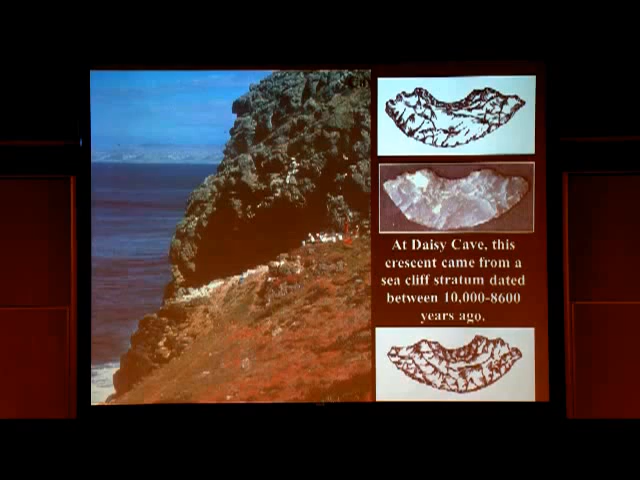 At Daisy Cave, this
crescent came from a
sea cliff stratum dated
between 10,000-8600
years ago.